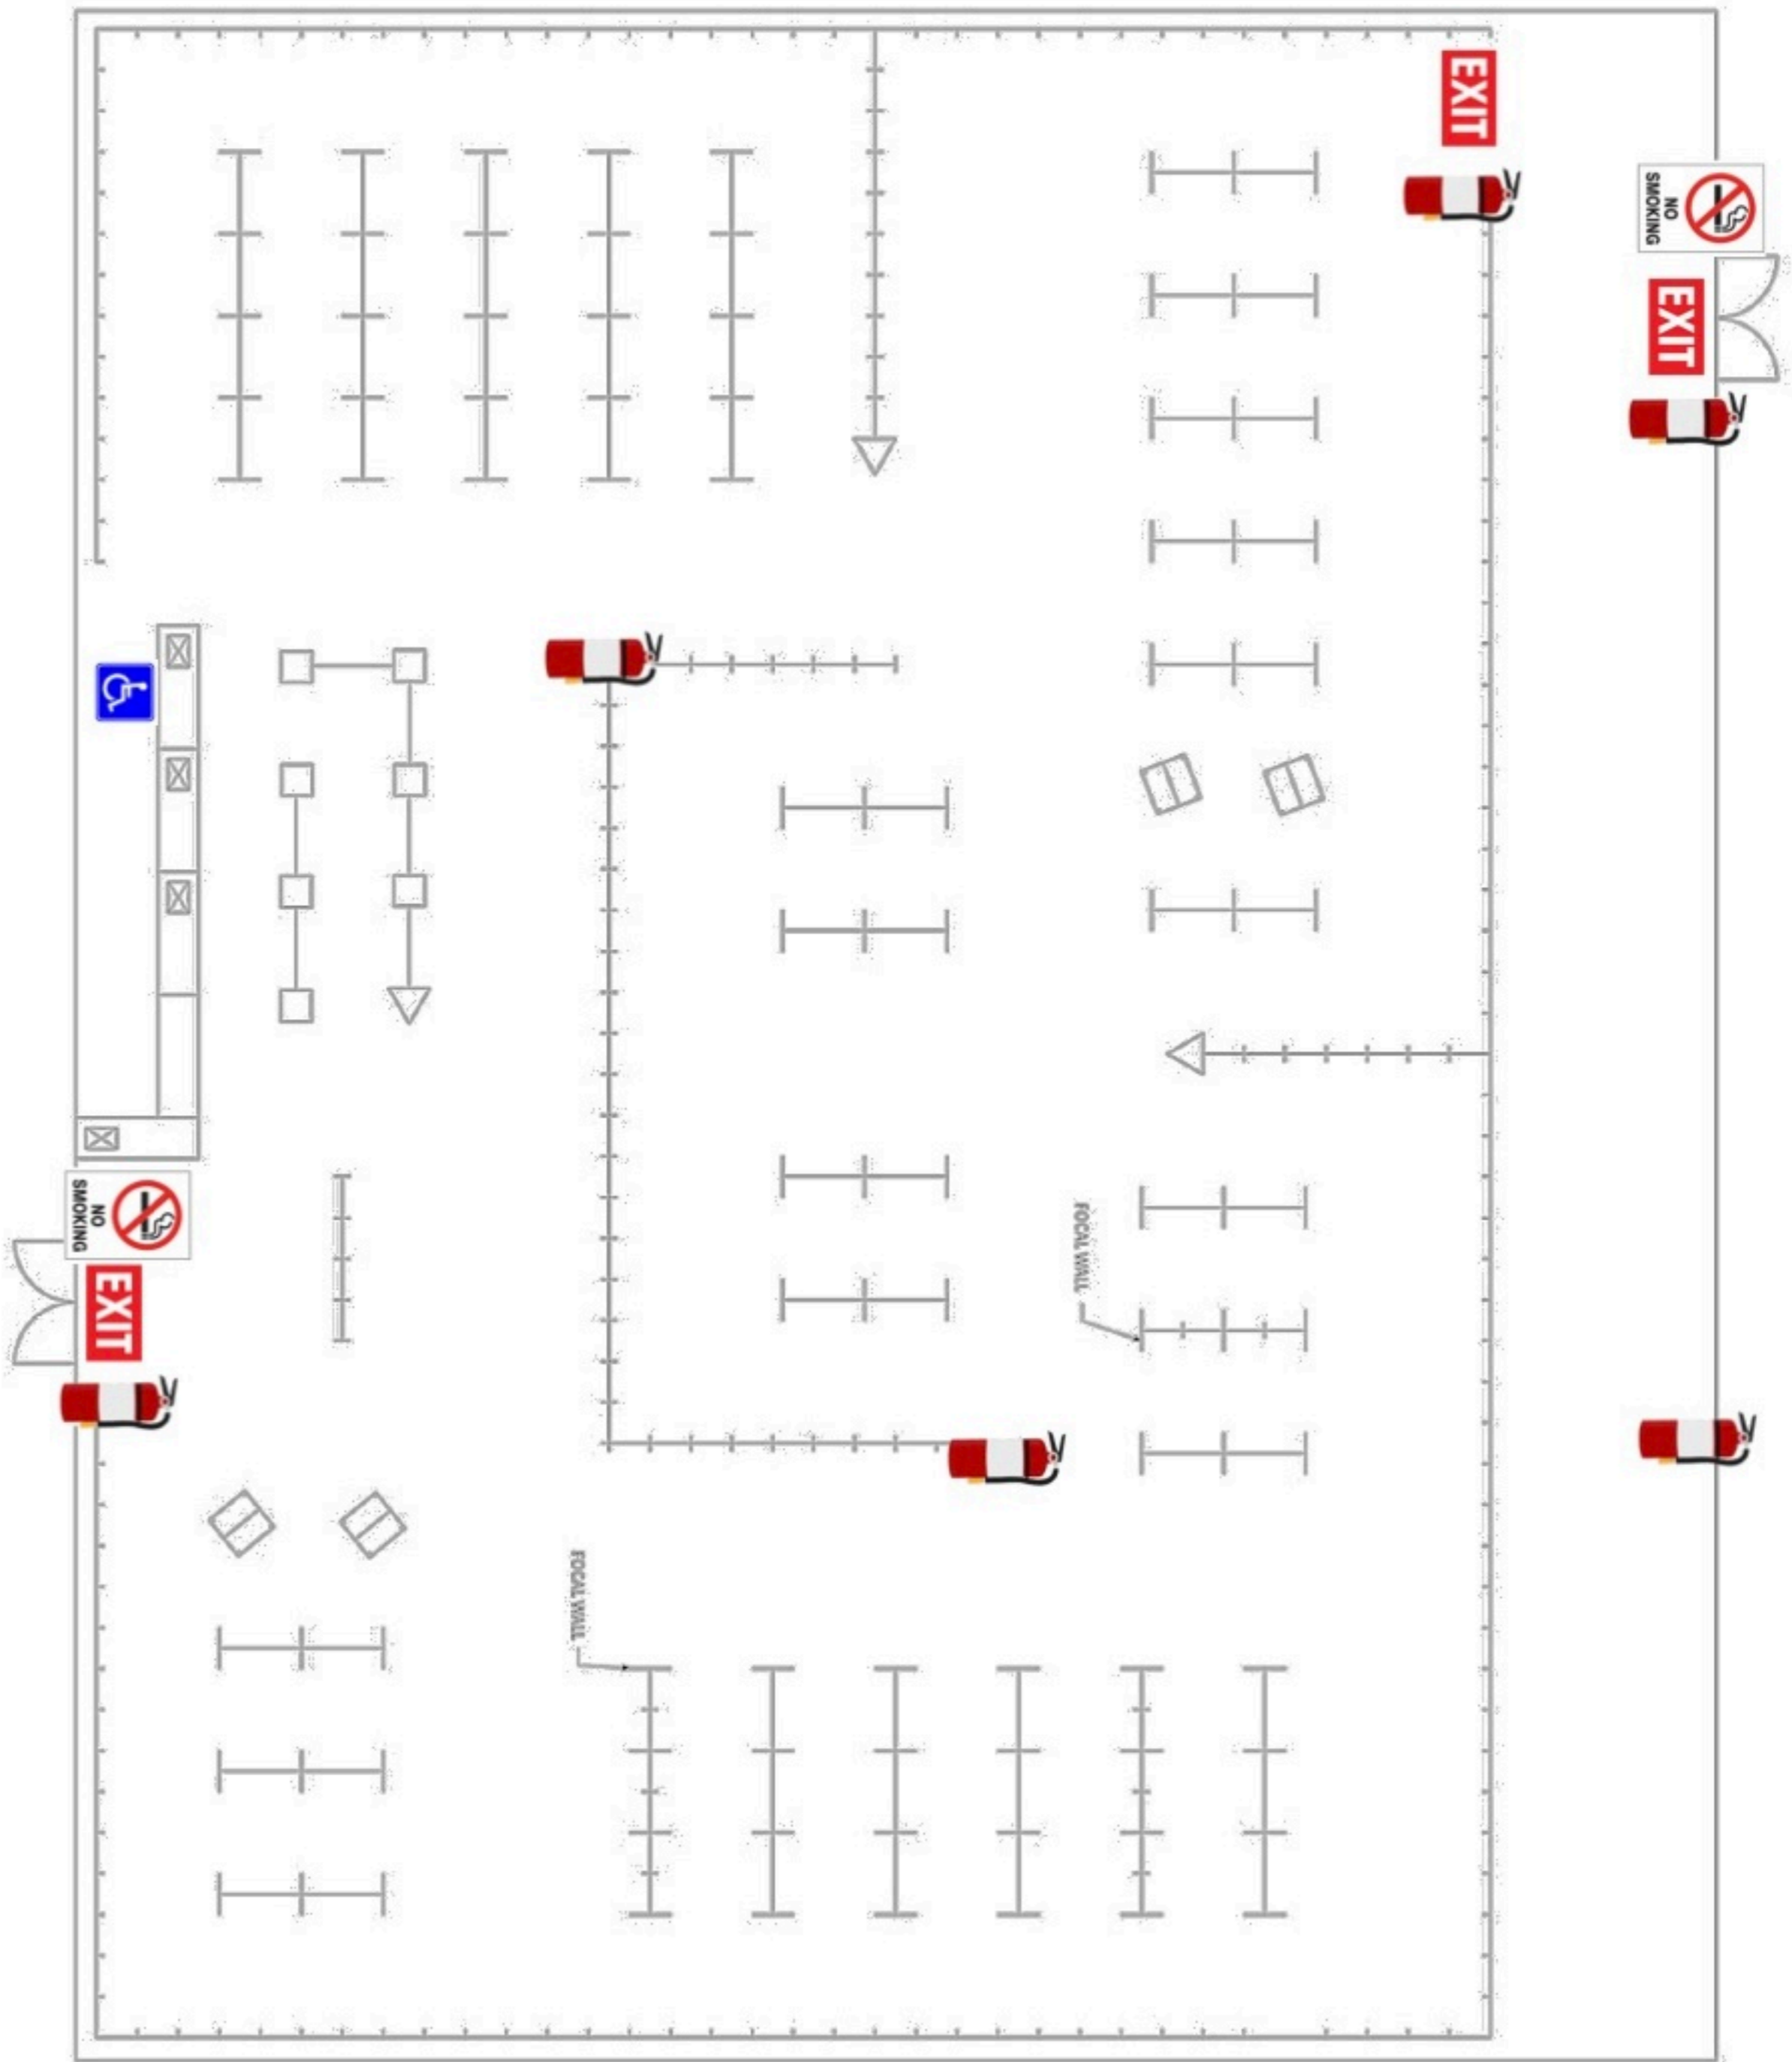 EXIT
NO
SMOKING
EXIT
NO
SMOKING
EXIT
FOCAL WALL
FOCAL WALL